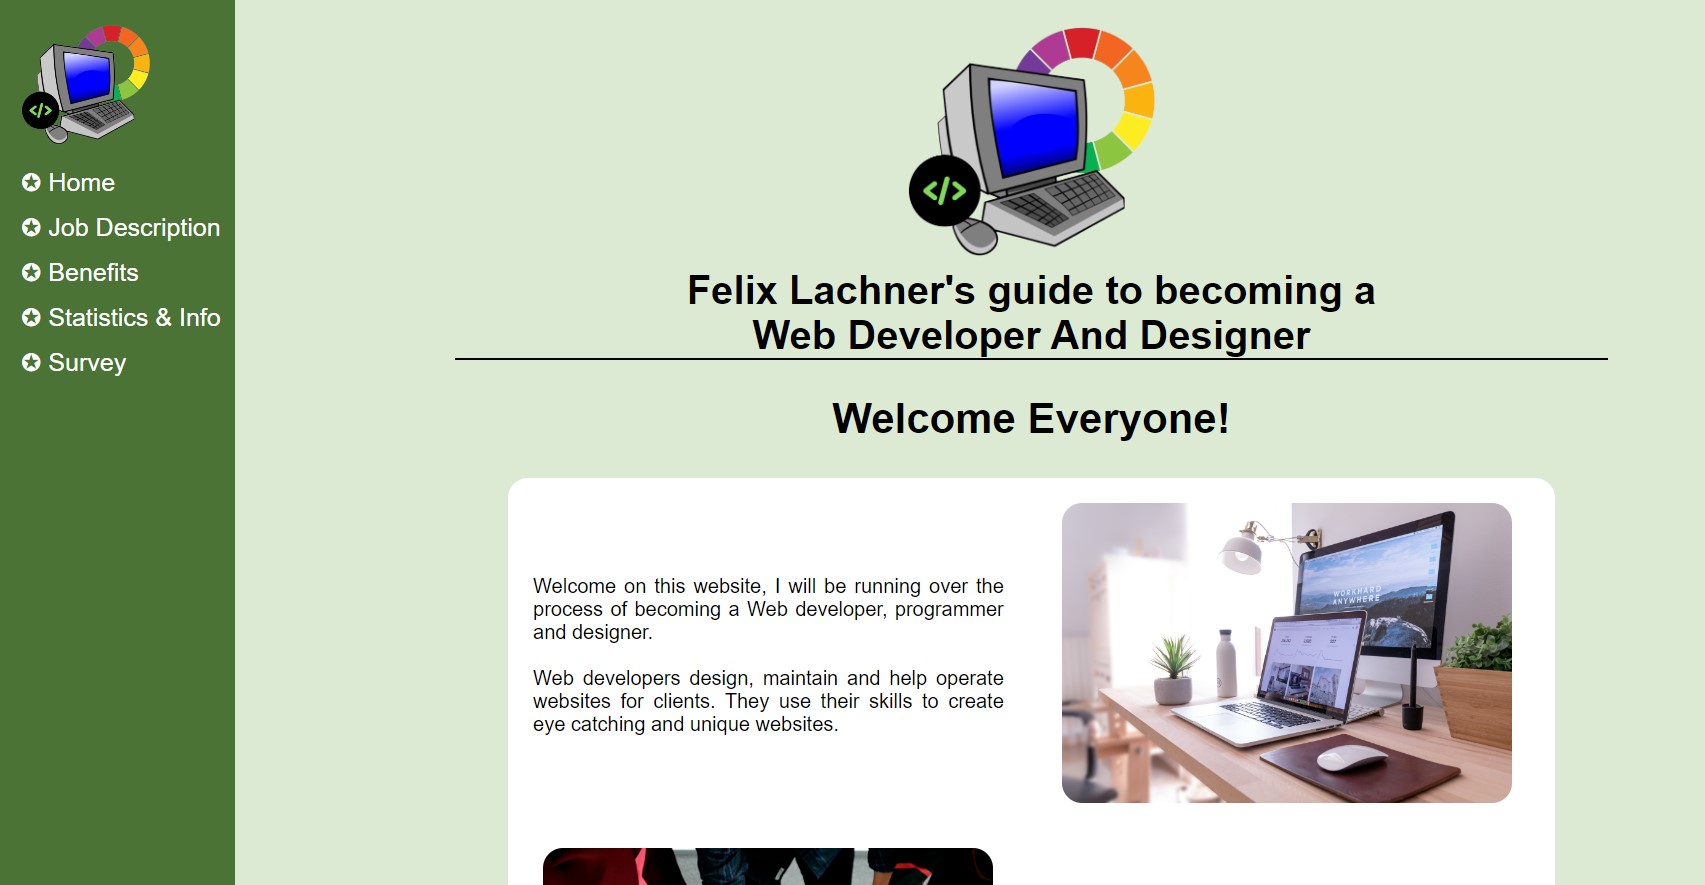 </>
✪ Home
✪ Job Description
✪ Benefits
✪ Statistics & Info
✪ Survey
</>
Felix Lachner's guide to becoming a
Web Developer And Designer
Welcome Everyone!
Welcome on this website, I will be running over the
process of becoming a Web developer, programmer
and designer.
Web developers design, maintain and help operate
websites for clients. They use their skills to create
eye catching and unique websites.
WORKHARD
ANYWHERE